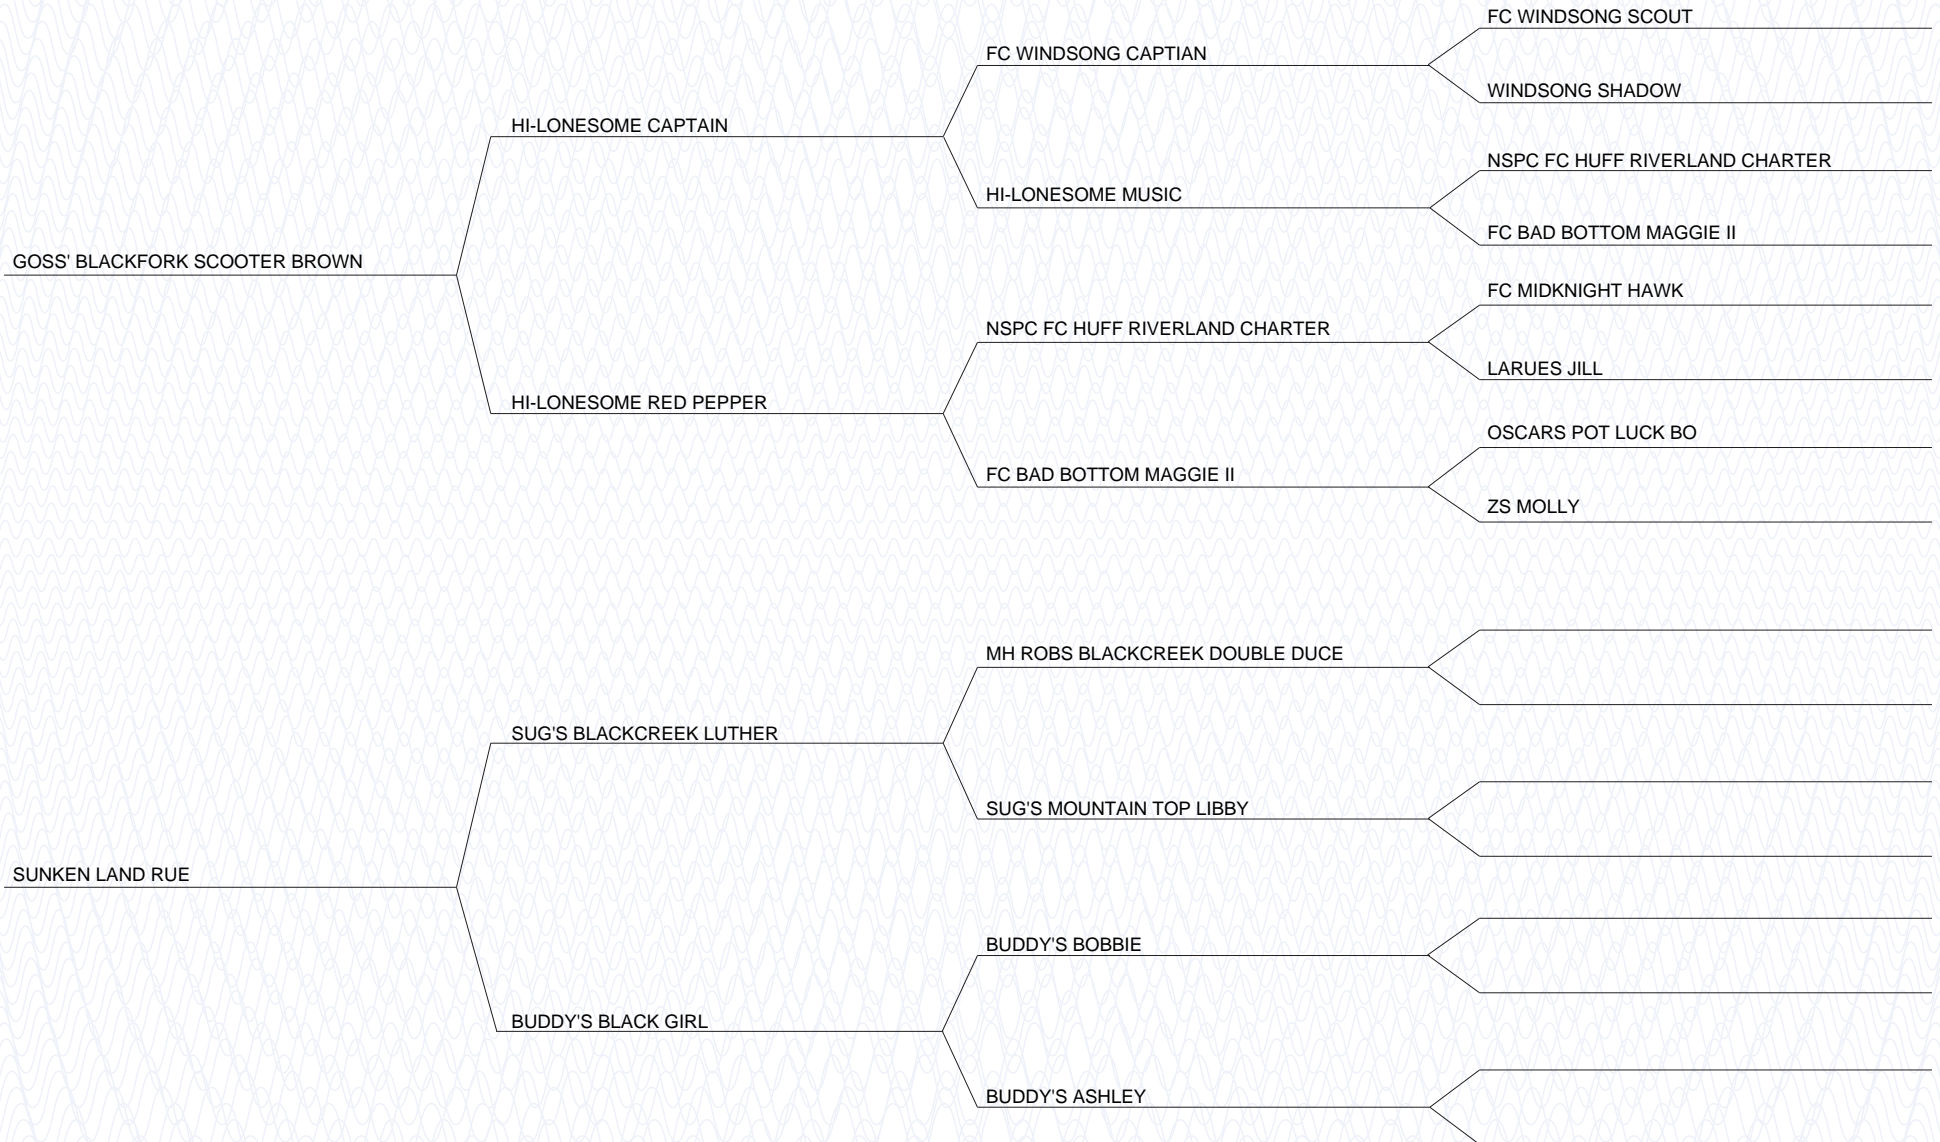 FC WINDSONG SCOUT
FC WINDSONG CAPTIAN
WINDSONG SHADOW
HI-LONESOME CAPTAIN
NSPC FC HUFF RIVERLAND CHARTER
HI-LONESOME MUSIC
FC BAD BOTTOM MAGGIE II
GOSS' BLACKFORK SCOOTER BROWN
FC MIDKNIGHT HAWK
NSPC FC HUFF RIVERLAND CHARTER
LARUES JILL
HI-LONESOME RED PEPPER
OSCARS POT LUCK BO
FC BAD BOTTOM MAGGIE II
ZS MOLLY
MH ROBS BLACKCREEK DOUBLE DUCE
SUG'S BLACKCREEK LUTHER
SUG'S MOUNTAIN TOP LIBBY
SUNKEN LAND RUE
BUDDY'S BOBBIE
BUDDY'S BLACK GIRL
BUDDY'S ASHLEY